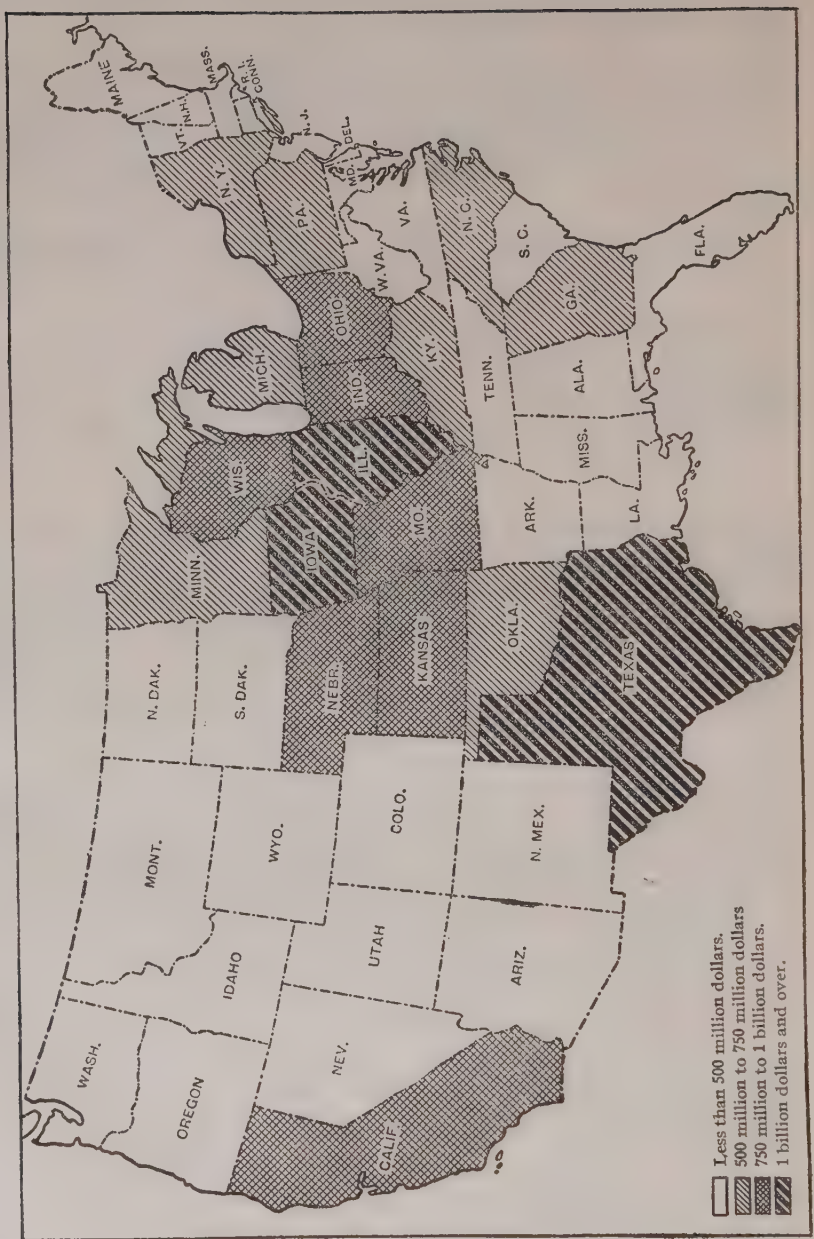 WASH.
OREGON
CALIF.
NEV.
IDAHO
MONT.
WYO.
UTAH
ARIZ.
COLO.
N. MEX.
N. DAK.
S. DAK.
NEBR.
KANSAS
OKLA.
TEXAS
MINN.
IOWA
MO.
ARK.
LA.
WIS.
ILL.
MICH.
IND.
OHIO
KY.
TENN.
MISS.
ALA.
GA.
FLA.
S. C.
N. C.
VA.
W. VA.
MD.
DEL.
PA.
N. J.
N. Y.
CONN.
R. I.
MASS.
VT.
N.H.
MAINE
Less than 500 million dollars.
500 million to 750 million dollars
750 million to 1 billion dollars.
1 billion dollars and over.